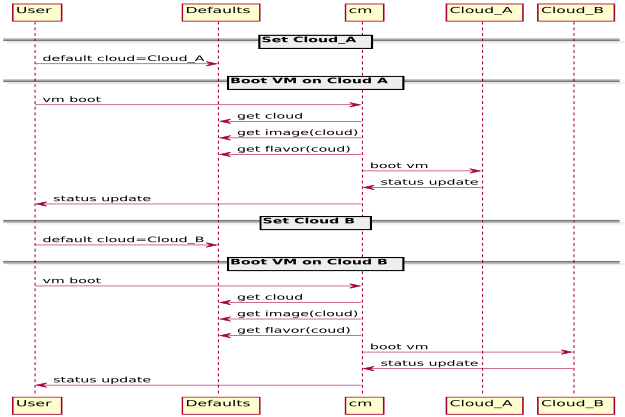 User Defaults cm Cloud_A Cloud_B
Set Cloud_A
default cloud=Cloud_A
Boot VM on Cloud A
vm boot
get cloud
get image(cloud)
get flavor(coud)
boot vm
status update
status update
Set Cloud B
default cloud=Cloud_B
Boot VM on Cloud B
vm boot
get cloud
get image(cloud)
get flavor(coud)
boot vm
status update
status update
User Defaults cm Cloud_A Cloud_B